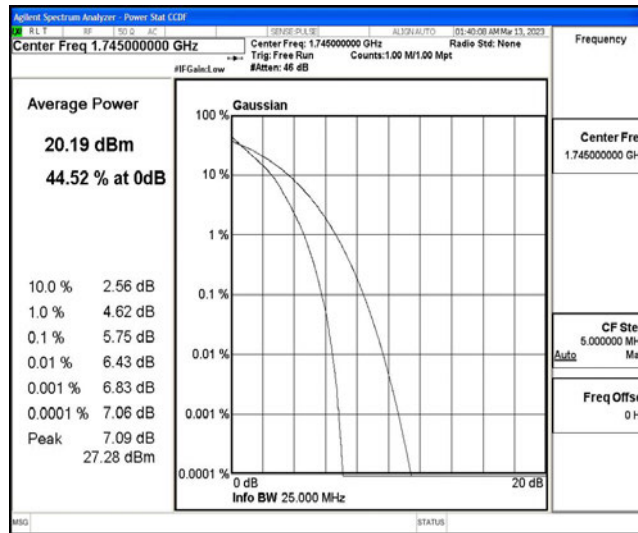 Agilent Spectrum Analyzer - Power Stat CCDF
RLT RF 50 Ω AC SENSE:PULSE ALIGN AUTO 01:40:08 AM Mar 13, 2023
Center Freq 1.745000000 GHz
Center Freq: 1.745000000 GHz Radio Std: None
Trig: Free Run Counts:1.00 M/1.00 Mpt
#IFGain:Low #Atten: 46 dB
Frequency
Average Power
20.19 dBm
44.52 % at 0dB
10.0 % 2.56 dB
1.0 % 4.62 dB
0.1 % 5.75 dB
0.01 % 6.43 dB
0.001 % 6.83 dB
0.0001 % 7.06 dB
Peak 7.09 dB
27.28 dBm
Gaussian
100 %
10 %
1 %
0.1 %
0.01 %
0.001 %
0.0001 %
0 dB 20 dB
Info BW 25.000 MHz
Center Fre
1.745000000 GH
CF Ste
5.000000 MH
Auto Ma
Freq Offse
0 H
MSG STATUS